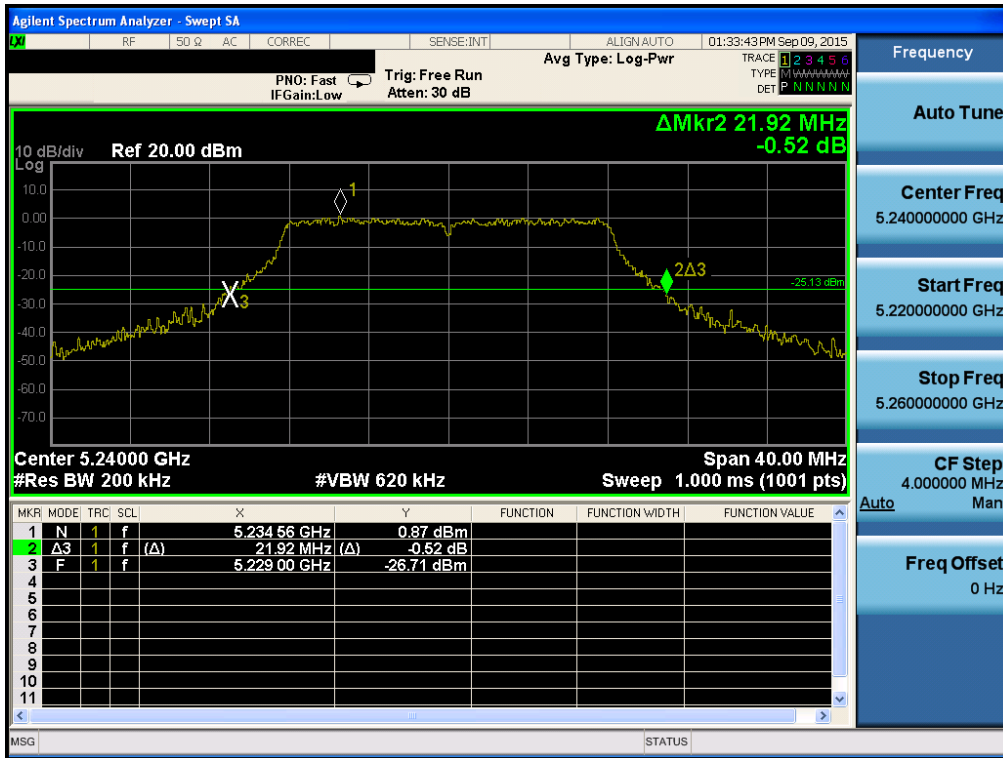 Agilent Spectrum Analyzer - Swept SA
LXI RF 50 Ω AC CORREC SENSE:INT ALIGN AUTO 01:33:43 PM Sep 09, 2015
PNO: Fast
IFGain:Low
Trig: Free Run
Atten: 30 dB
Avg Type: Log-Pwr
TRACE 1 2 3 4 5 6
TYPE M
DET P N N N N N
ΔMkr2 21.92 MHz
-0.52 dB
10 dB/div Ref 20.00 dBm
Log
10.0
0.00
-10.0
-20.0
-30.0
-40.0
-50.0
-60.0
-70.0
1
2Δ3
3
-25.13 dBm
Center 5.24000 GHz Span 40.00 MHz
#Res BW 200 kHz #VBW 620 kHz Sweep 1.000 ms (1001 pts)
MKR MODE TRC SCL X Y FUNCTION FUNCTION WIDTH FUNCTION VALUE
1 N 1 f 5.234 56 GHz 0.87 dBm
2 Δ3 1 f (Δ) 21.92 MHz (Δ) -0.52 dB
3 F 1 f 5.229 00 GHz -26.71 dBm
4
5
6
7
8
9
10
11
MSG STATUS
Frequency
Auto Tune
Center Freq
5.240000000 GHz
Start Freq
5.220000000 GHz
Stop Freq
5.260000000 GHz
CF Step
4.000000 MHz
Auto Man
Freq Offset
0 Hz